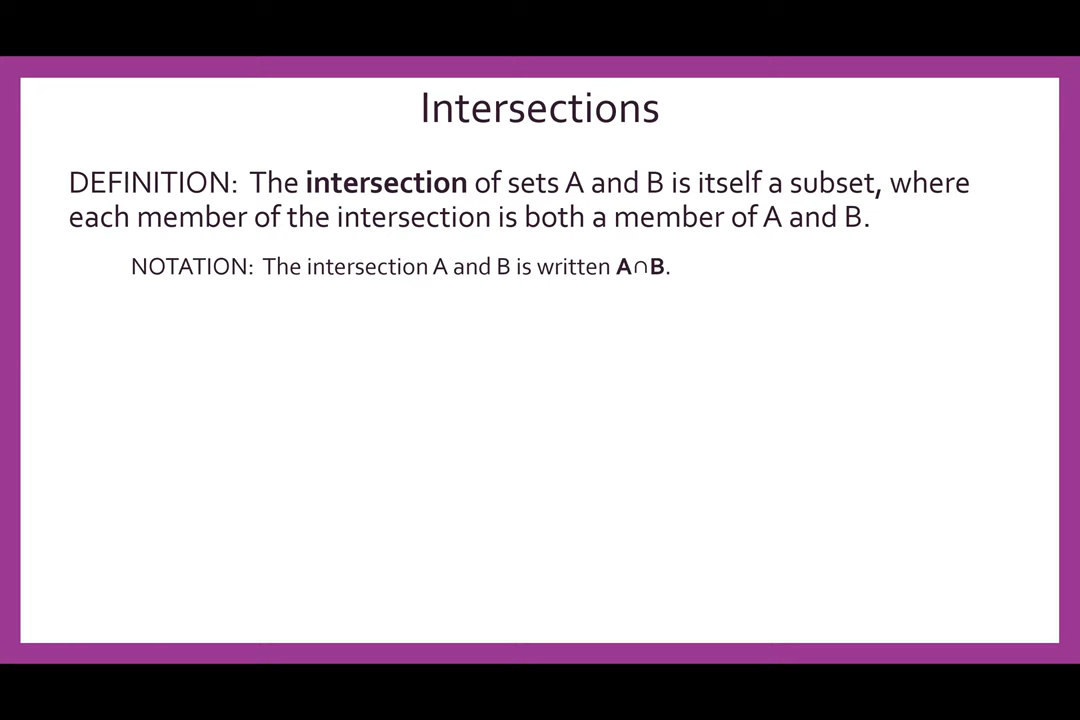 Intersections
DEFINITION:  The intersection of sets A and B is itself a subset, where
each member of the intersection is both a member of A and B.
NOTATION:  The intersection A and B is written A∩B.